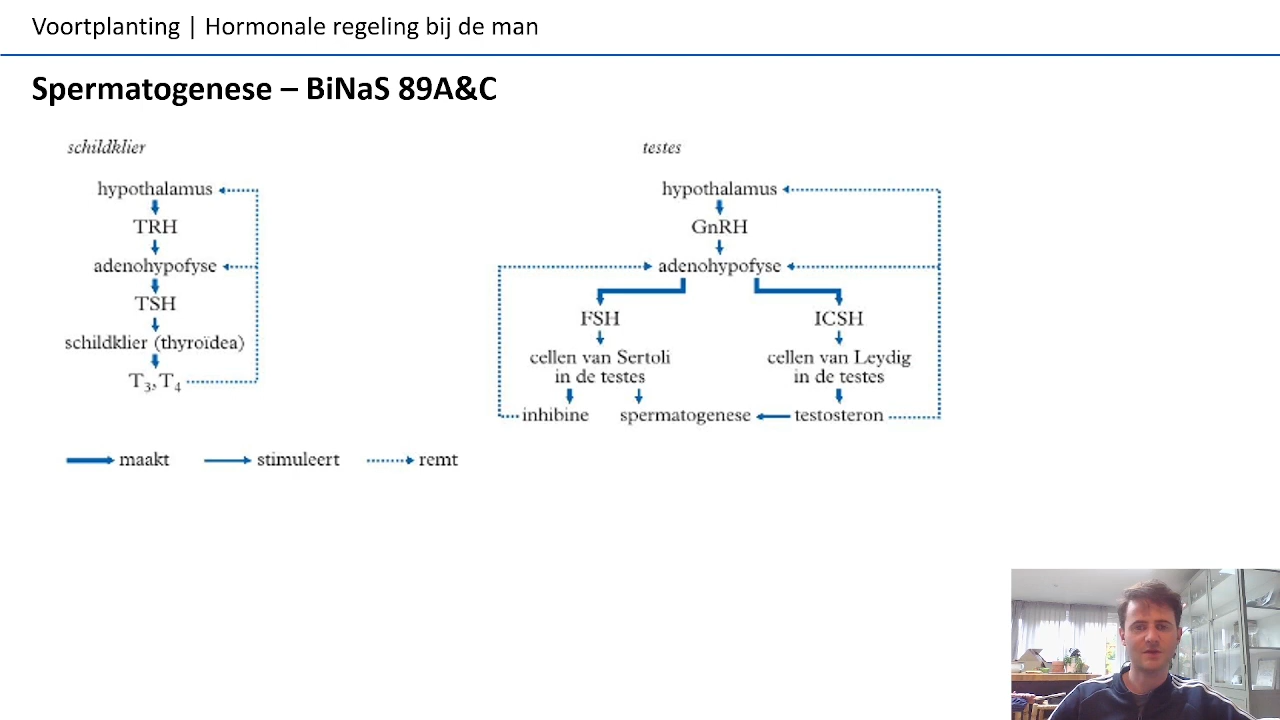 Voortplanting | Hormonale regeling bij de man
Spermatogenese – BiNaS 89A&C
schildklier
hypothalamus
TRH
adenohypofyse
TSH
schildklier (thyroïdea)
T3, T4
testes
hypothalamus
GnRH
adenohypofyse
FSH
ICSH
cellen van Sertoli
in de testes
cellen van Leydig
in de testes
inhibine
spermatogenese
testosteron
maakt
stimuleert
remt